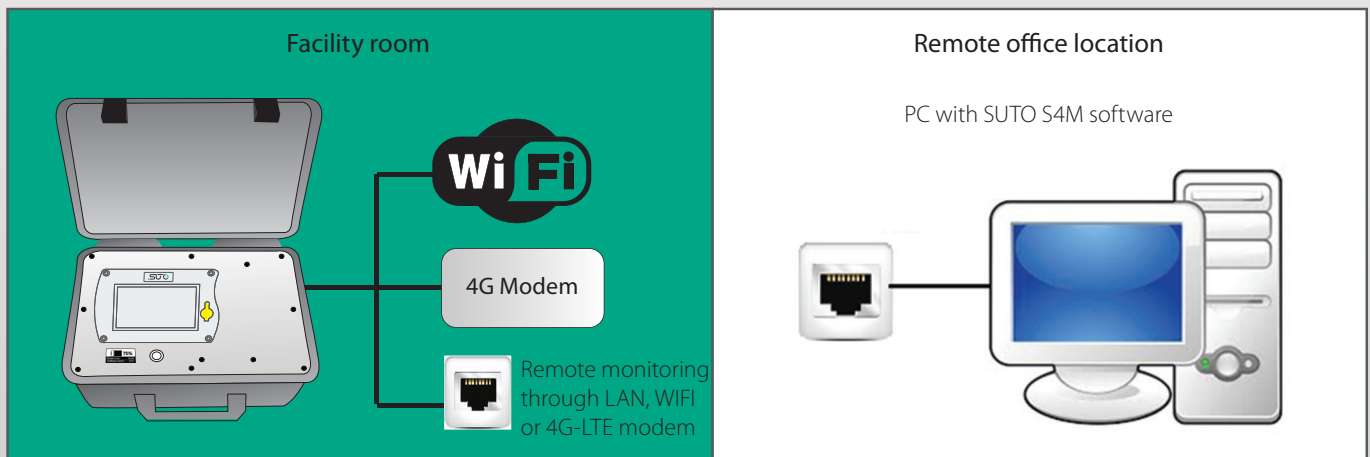 Facility room
Wi Fi
4G Modem
Remote monitoring
through LAN, WIFI
or 4G-LTE modem
SUTO
75%
Remote office location
PC with SUTO S4M software